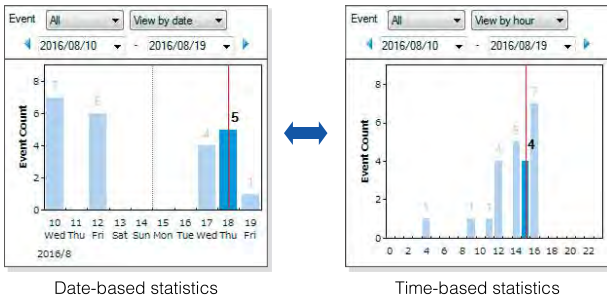 Event All View by date
2016/08/10 - 2016/08/19
Event Count
8
6
4
2
0
7
6
4
5
1
10 11 12 13 14 15 16 17 18 19
Wed Thu Fri Sat Sun Mon Tue Wed Thu Fri
2016/8
Date-based statistics
Event All View by hour
2016/08/10 - 2016/08/19
Event Count
8
6
4
2
0
1
1
1
4
5
4
7
0 2 4 6 8 10 12 14 16 18 20 22
Time-based statistics